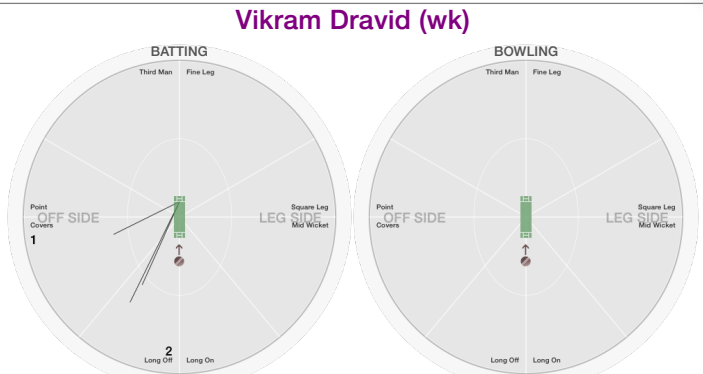 Vikram Dravid (wk)
BATTING
Third Man Fine Leg
Point
OFF SIDE
Covers
1
Square Leg
LEG SIDE
Mid Wicket
2
Long Off Long On
BOWLING
Third Man Fine Leg
Point
OFF SIDE
Covers
Square Leg
LEG SIDE
Mid Wicket
Long Off Long On